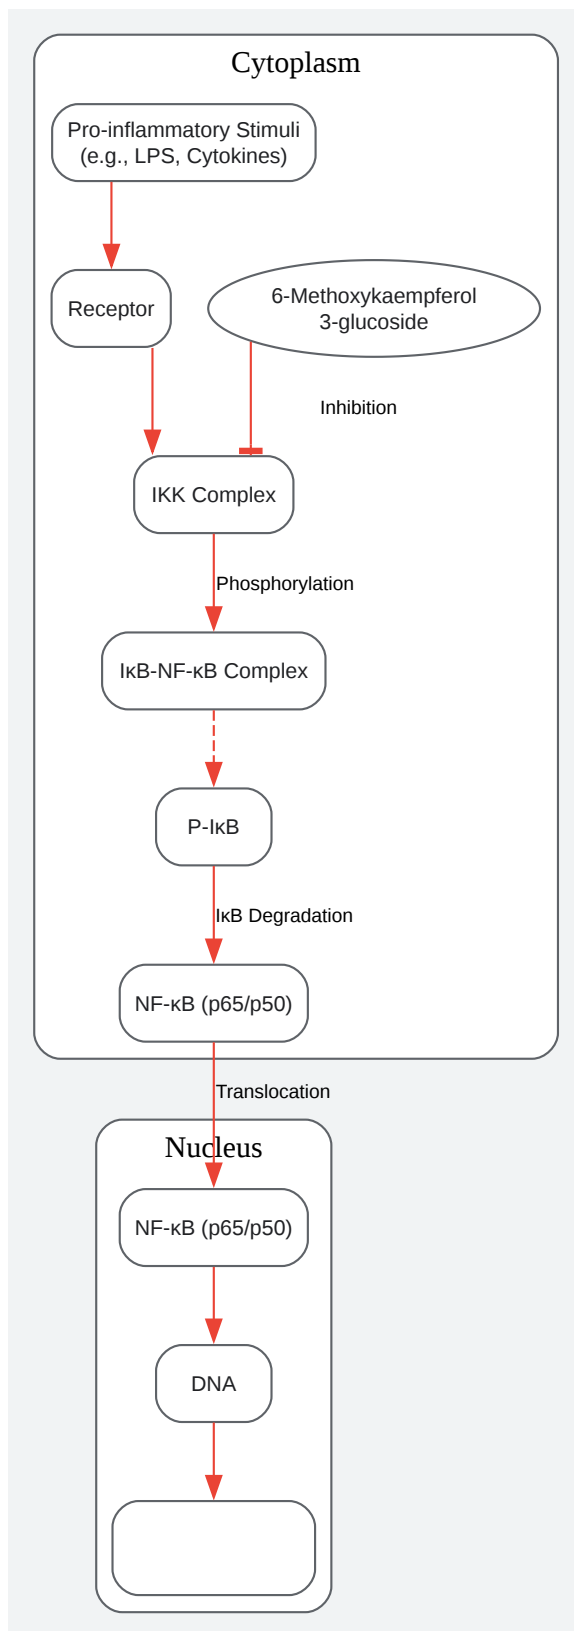 Cytoplasm
Pro-inflammatory Stimuli
(e.g., LPS, Cytokines)
Receptor
6-Methoxykaempferol
3-glucoside
Inhibition
IKK Complex
Phosphorylation
IκB-NF-κB Complex
P-IκB
IκB Degradation
NF-κB (p65/p50)
Translocation
Nucleus
NF-κB (p65/p50)
DNA